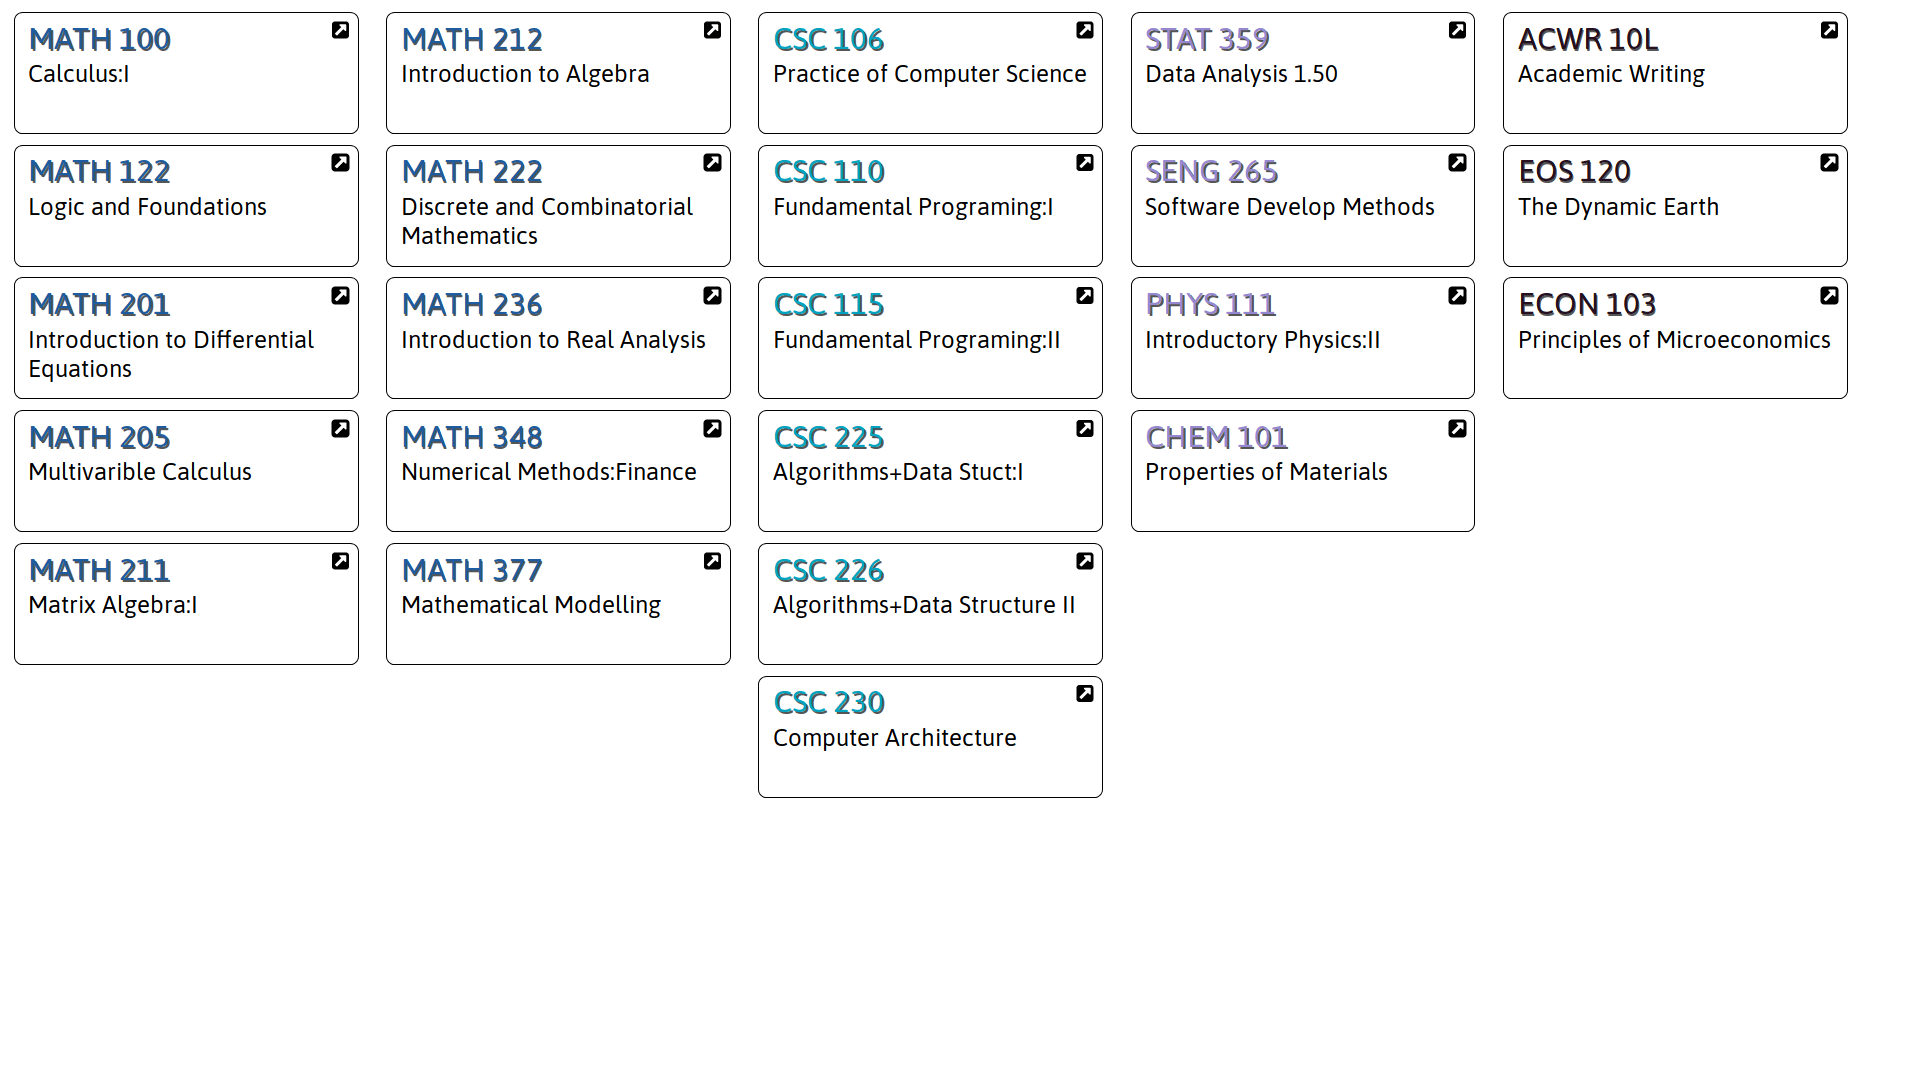 MATH 100
Calculus:I
MATH 122
Logic and Foundations
MATH 201
Introduction to Differential
Equations
MATH 205
Multivarible Calculus
MATH 211
Matrix Algebra:I
MATH 212
Introduction to Algebra
MATH 222
Discrete and Combinatorial
Mathematics
MATH 236
Introduction to Real Analysis
MATH 348
Numerical Methods:Finance
MATH 377
Mathematical Modelling
CSC 106
Practice of Computer Science
CSC 110
Fundamental Programing:I
CSC 115
Fundamental Programing:II
CSC 225
Algorithms+Data Stuct:I
CSC 226
Algorithms+Data Structure II
CSC 230
Computer Architecture
STAT 359
Data Analysis 1.50
SENG 265
Software Develop Methods
PHYS 111
Introductory Physics:II
CHEM 101
Properties of Materials
ACWR 10L
Academic Writing
EOS 120
The Dynamic Earth
ECON 103
Principles of Microeconomics